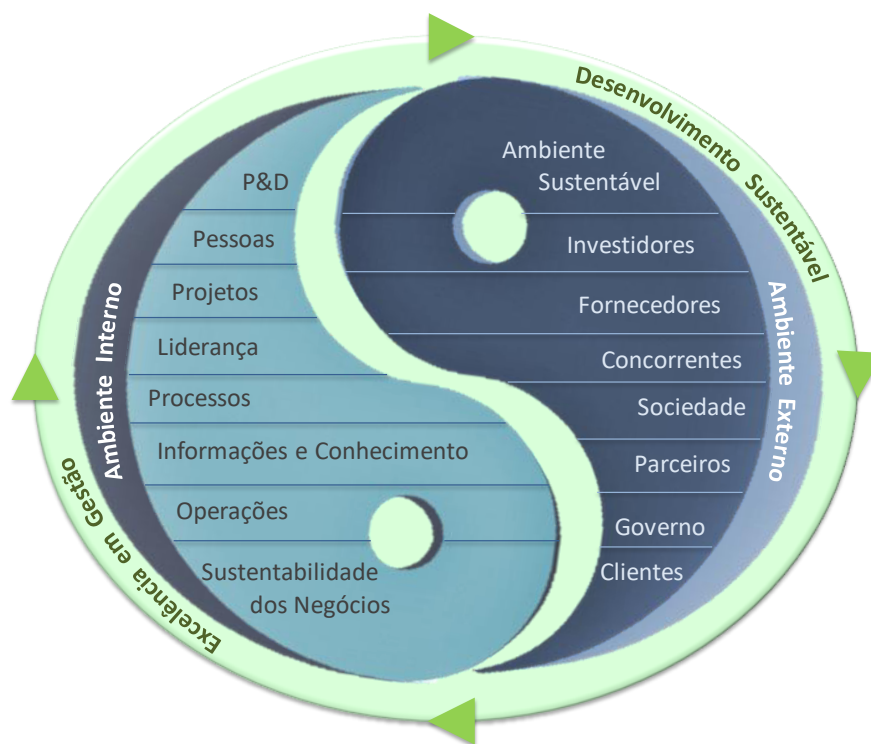 Desenvolvimento Sustentável
Ambiente
Sustentável
Investidores
Fornecedores
Concorrentes
Sociedade
Parceiros
Governo
Clientes
Ambiente Externo
P&D
Pessoas
Projetos
Liderança
Processos
Informações e Conhecimento
Operações
Sustentabilidade
dos Negócios
Ambiente Interno
Excelência em Gestão